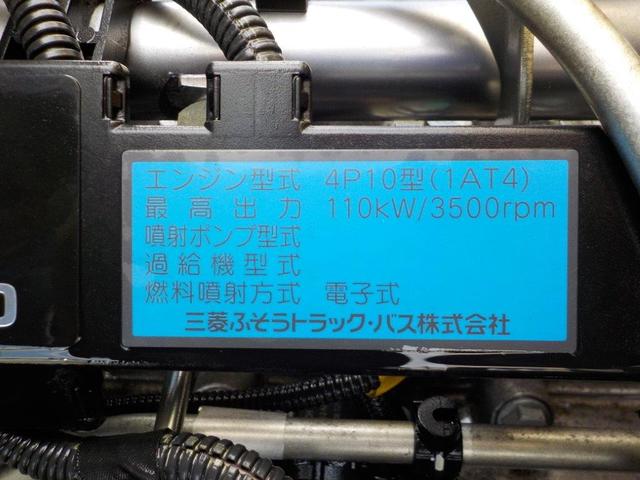 エンジン型式 4P10型(1AT4)
最高出力 110kW/3500rpm
噴射ポンプ型式
過給機型式
燃料噴射方式 電子式
三菱ふそうトラック・バス株式会社